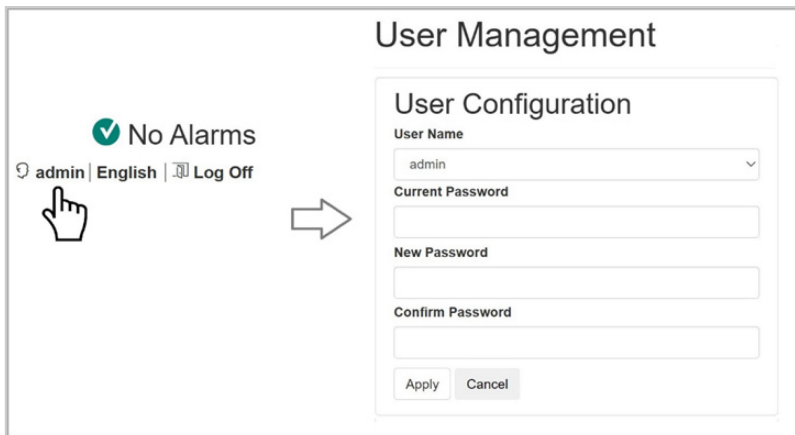 User Management
No Alarms
admin | English | Log Off
User Configuration
User Name
admin
Current Password
New Password
Confirm Password
Apply Cancel